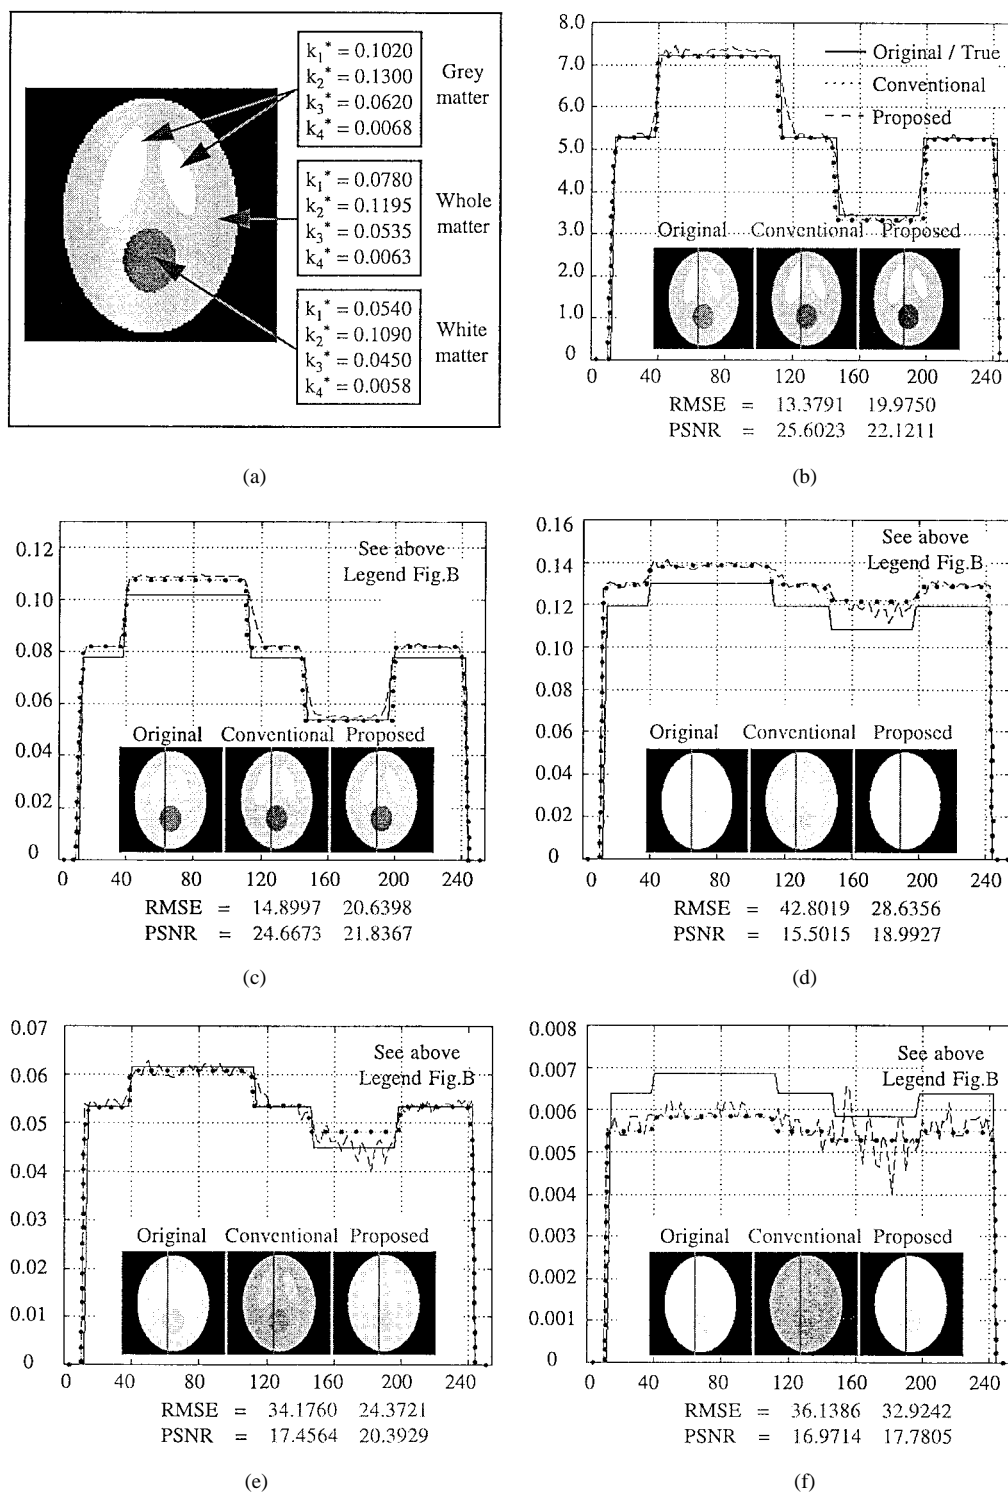 k1* = 0.1020
k2* = 0.1300
k3* = 0.0620
k4* = 0.0068
Grey
matter
k1* = 0.0780
k2* = 0.1195
k3* = 0.0535
k4* = 0.0063
Whole
matter
k1* = 0.0540
k2* = 0.1090
k3* = 0.0450
k4* = 0.0058
White
matter
(a)
8.0
7.0
6.0
5.0
4.0
3.0
2.0
1.0
0
Original / True
Conventional
Proposed
Original Conventional Proposed
0 40 80 120 160 200 240
RMSE = 13.3791 19.9750
PSNR = 25.6023 22.1211
(b)
0.12
0.10
0.08
0.06
0.04
0.02
0
See above
Legend Fig.B
Original Conventional Proposed
0 40 80 120 160 200 240
RMSE = 14.8997 20.6398
PSNR = 24.6673 21.8367
(c)
0.16
0.14
0.12
0.10
0.08
0.06
0.04
0.02
0
See above
Legend Fig.B
Original Conventional Proposed
0 40 80 120 160 200 240
RMSE = 42.8019 28.6356
PSNR = 15.5015 18.9927
(d)
0.07
0.06
0.05
0.04
0.03
0.02
0.01
0
See above
Legend Fig.B
Original Conventional Proposed
0 40 80 120 160 200 240
RMSE = 34.1760 24.3721
PSNR = 17.4564 20.3929
(e)
0.008
0.007
0.006
0.005
0.004
0.003
0.002
0.001
0
See above
Legend Fig.B
Original Conventional Proposed
0 40 80 120 160 200 240
RMSE = 36.1386 32.9242
PSNR = 16.9714 17.7805
(f)